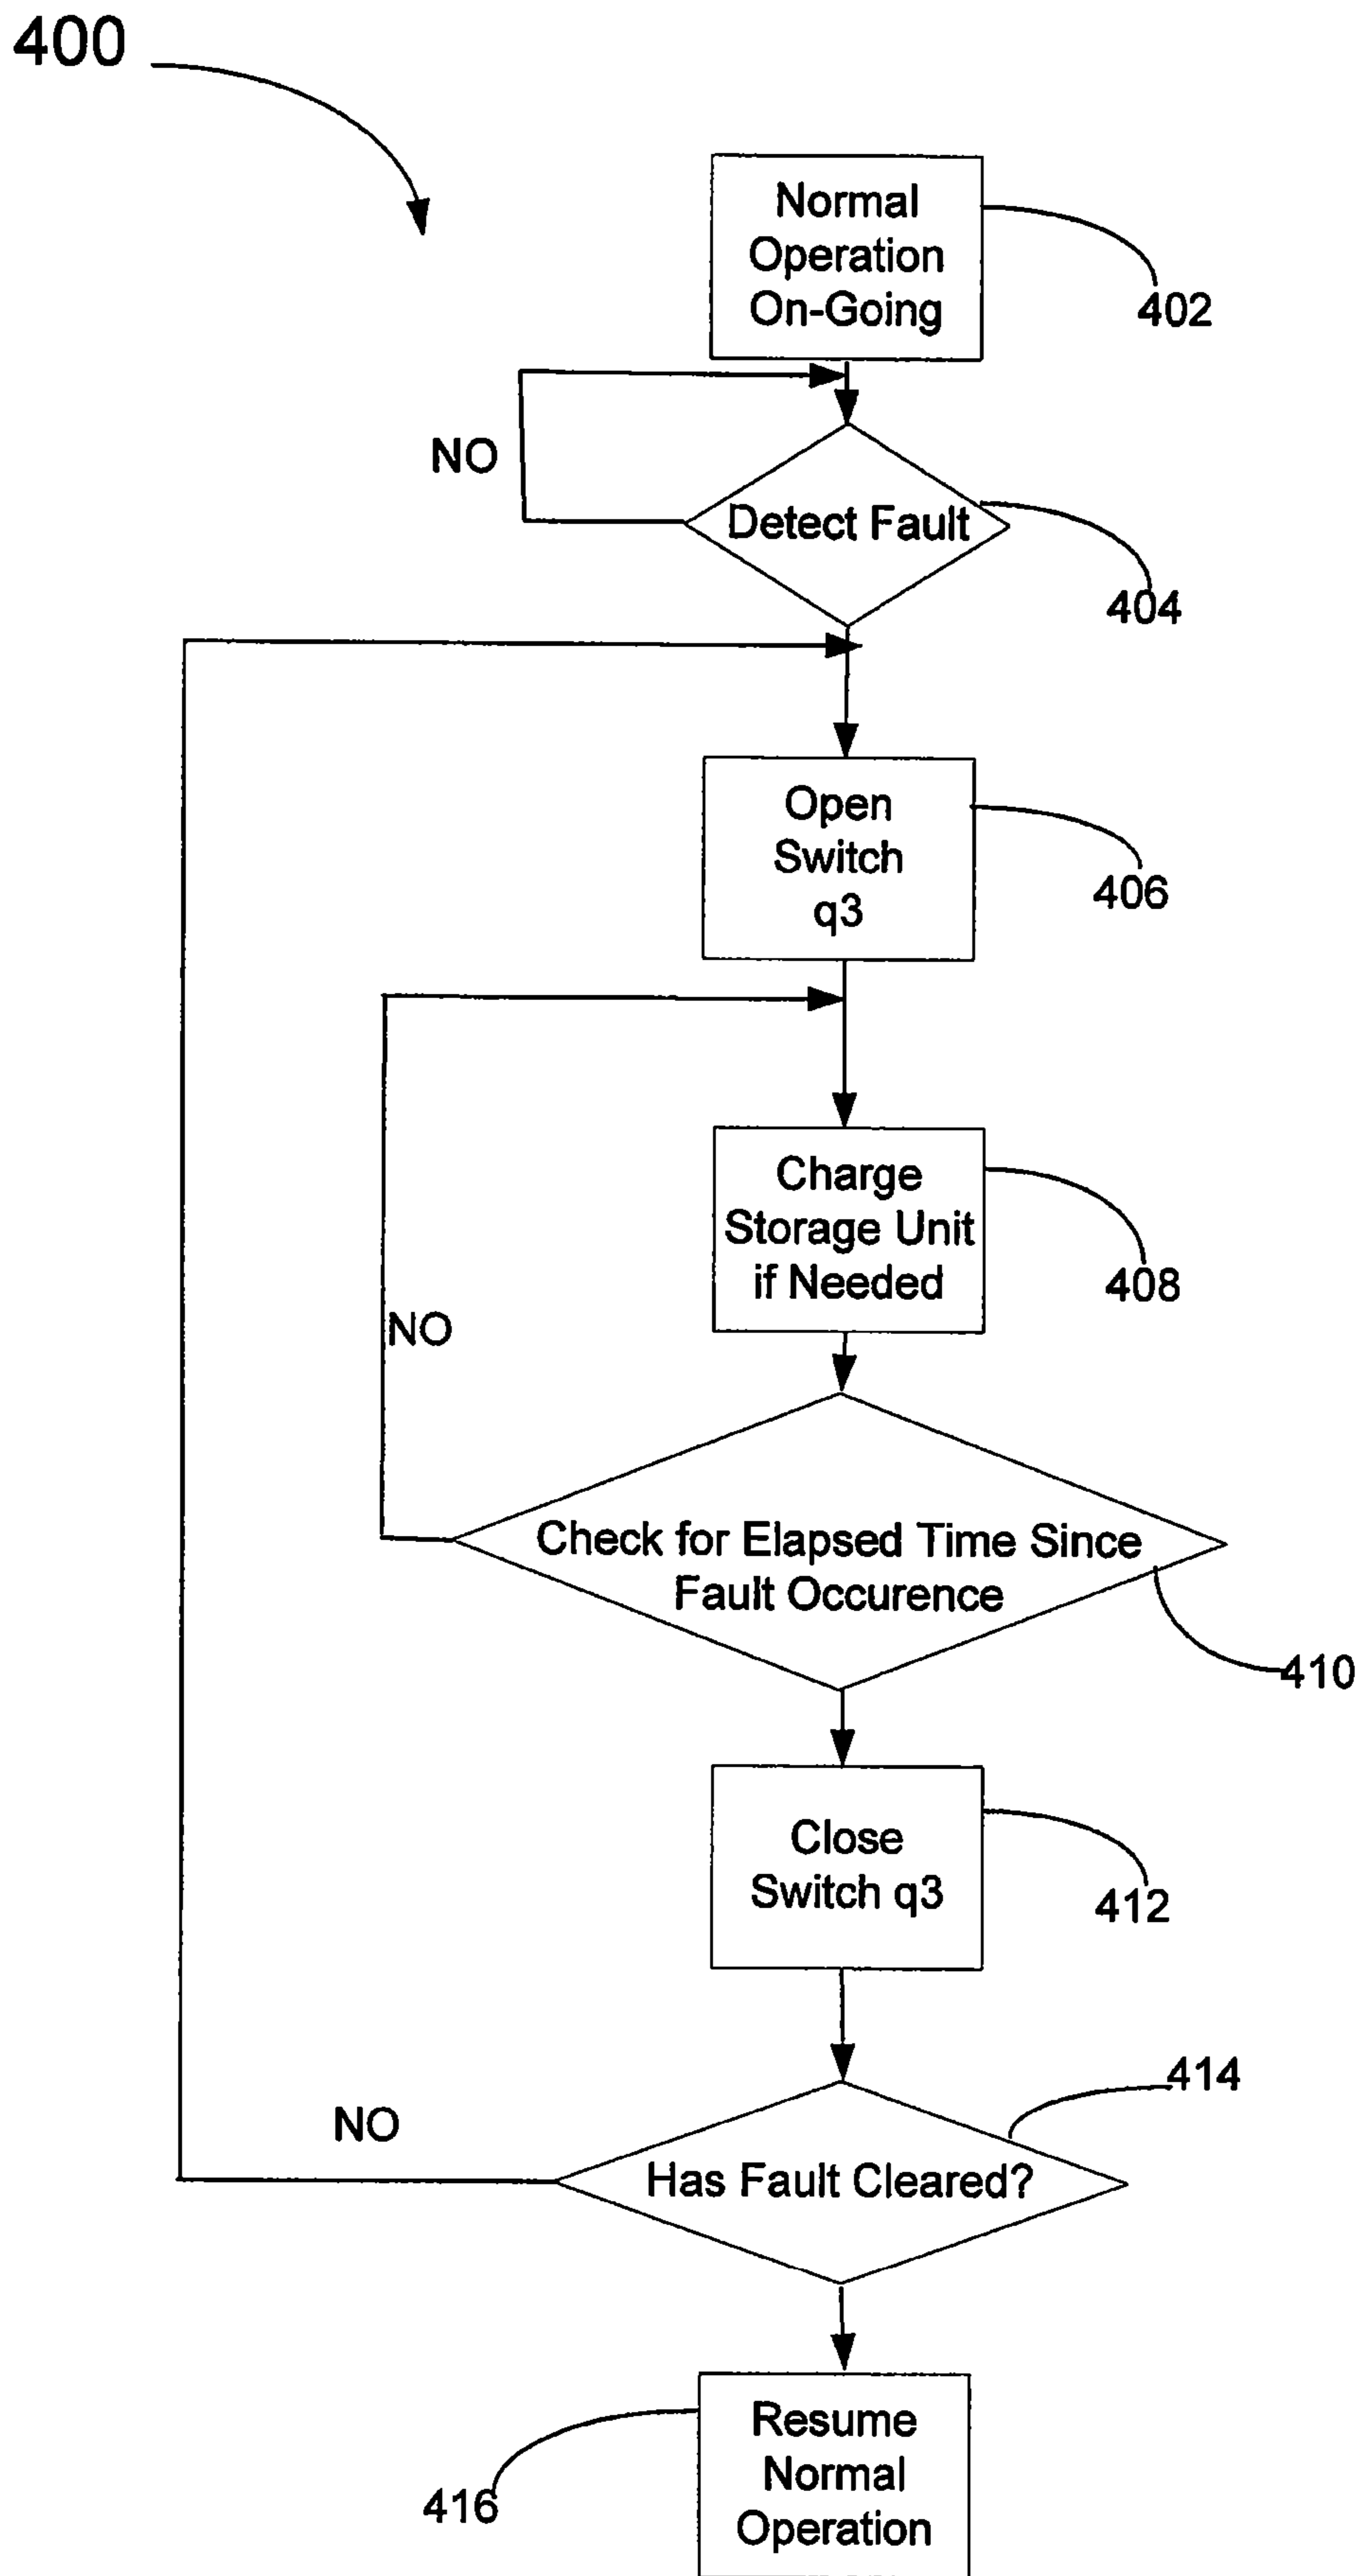 400
Normal
Operation
On-Going
402
NO
Detect Fault
404
Open
Switch
q3
406
Charge
Storage Unit
if Needed
408
NO
Check for Elapsed Time Since
Fault Occurence
410
Close
Switch q3
412
414
NO
Has Fault Cleared?
Resume
Normal
Operation
416